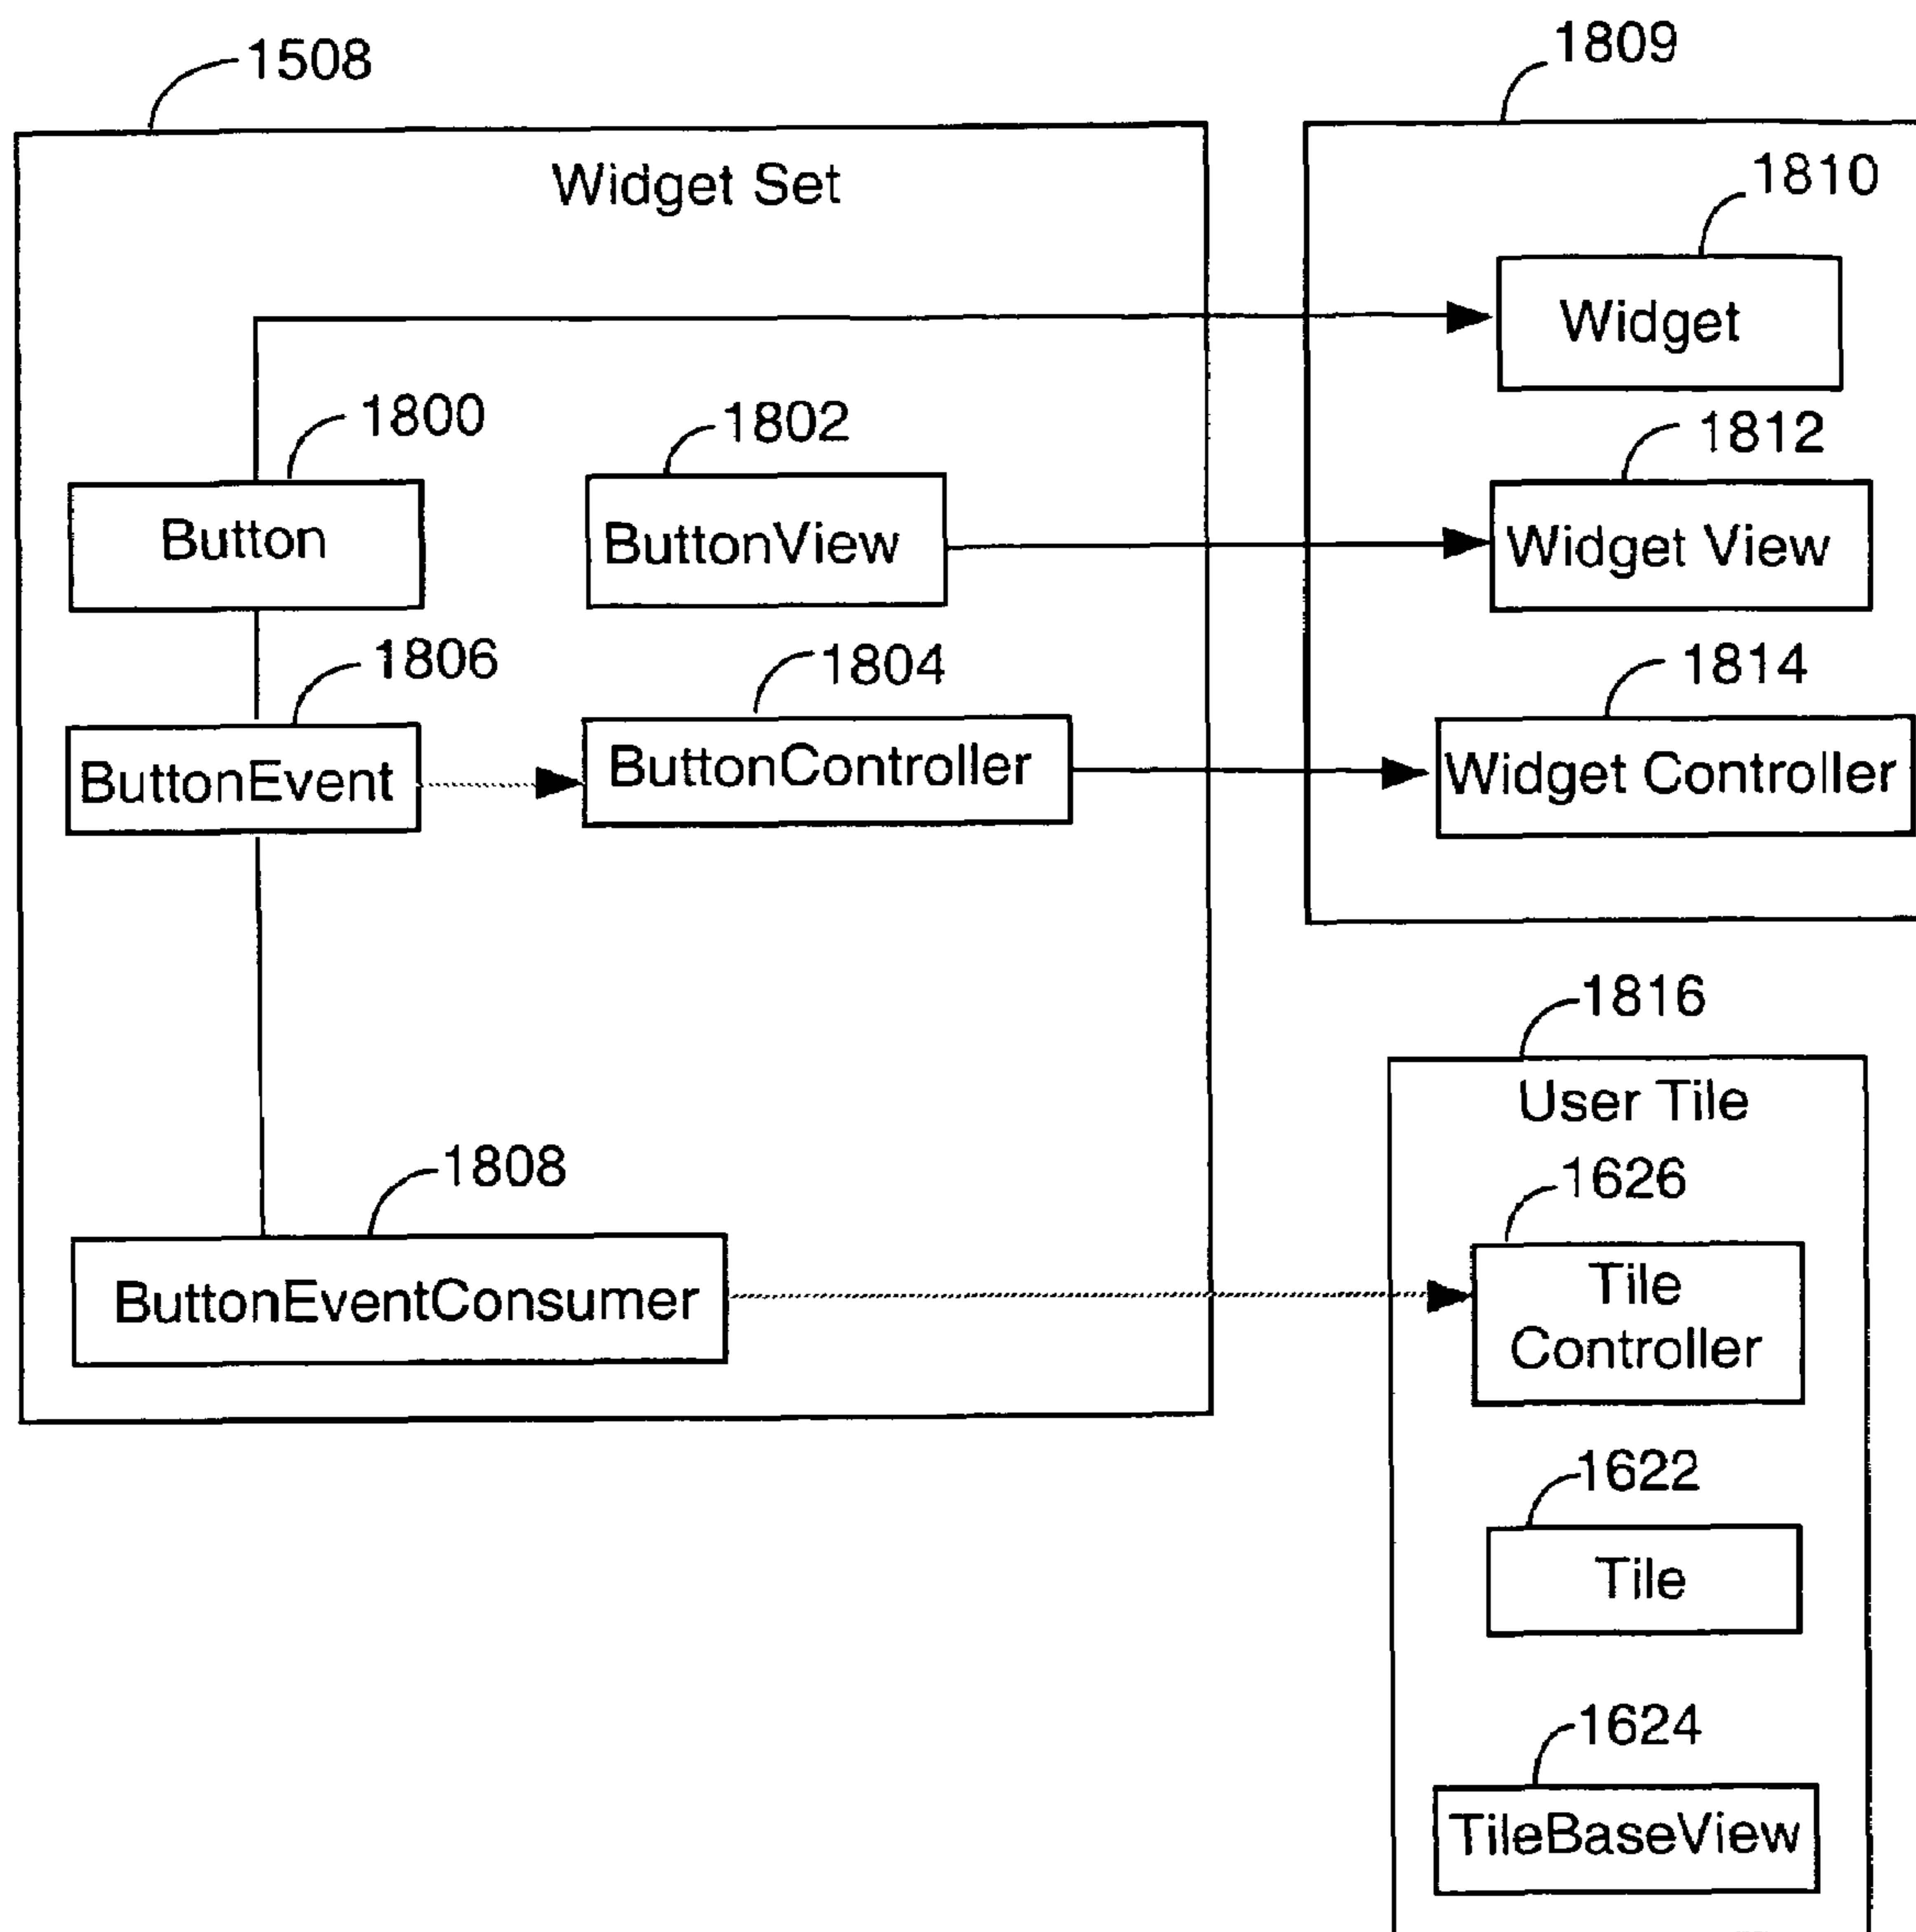 1508
1809
Widget Set
1810
Widget
1800
1802
1812
Button
ButtonView
Widget View
1806
1804
1814
ButtonEvent
ButtonController
Widget Controller
1816
User Tile
1808
1626
ButtonEventConsumer
Tile
Controller
1622
Tile
1624
TileBaseView